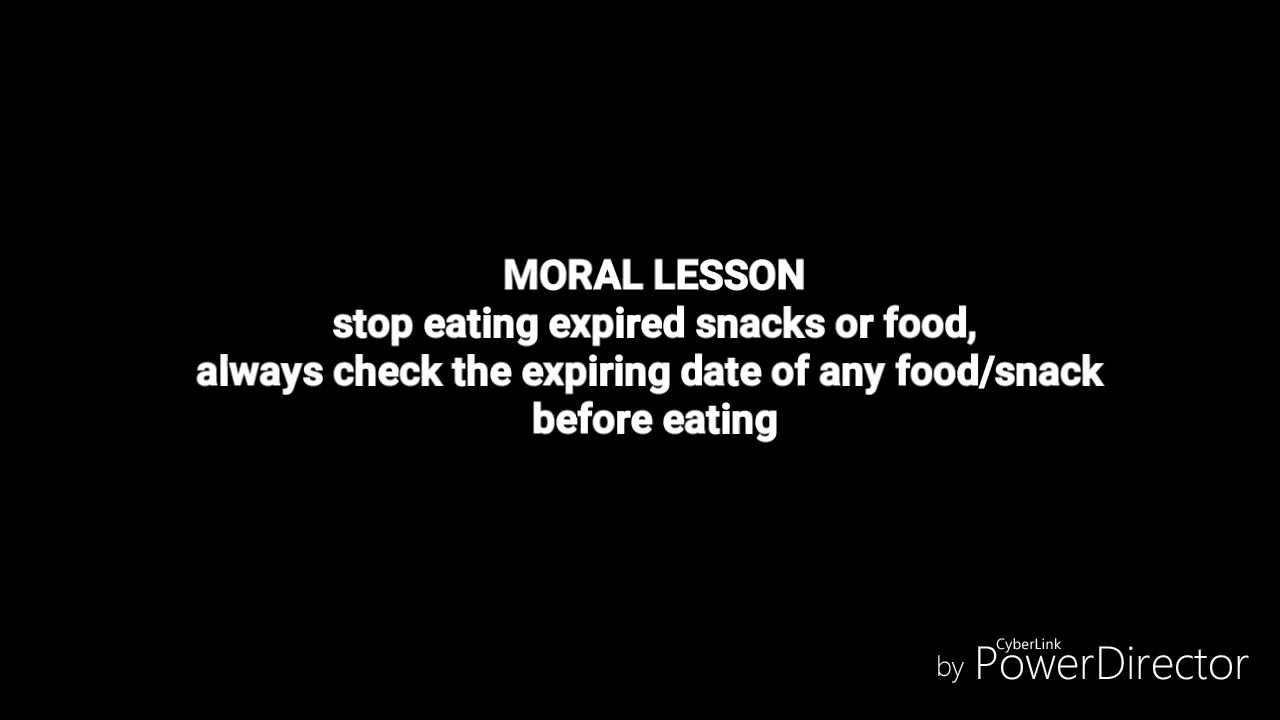 MORAL LESSON
stop eating expired snacks or food,
always check the expiring date of any food/snack
before eating
CyberLink
by PowerDirector